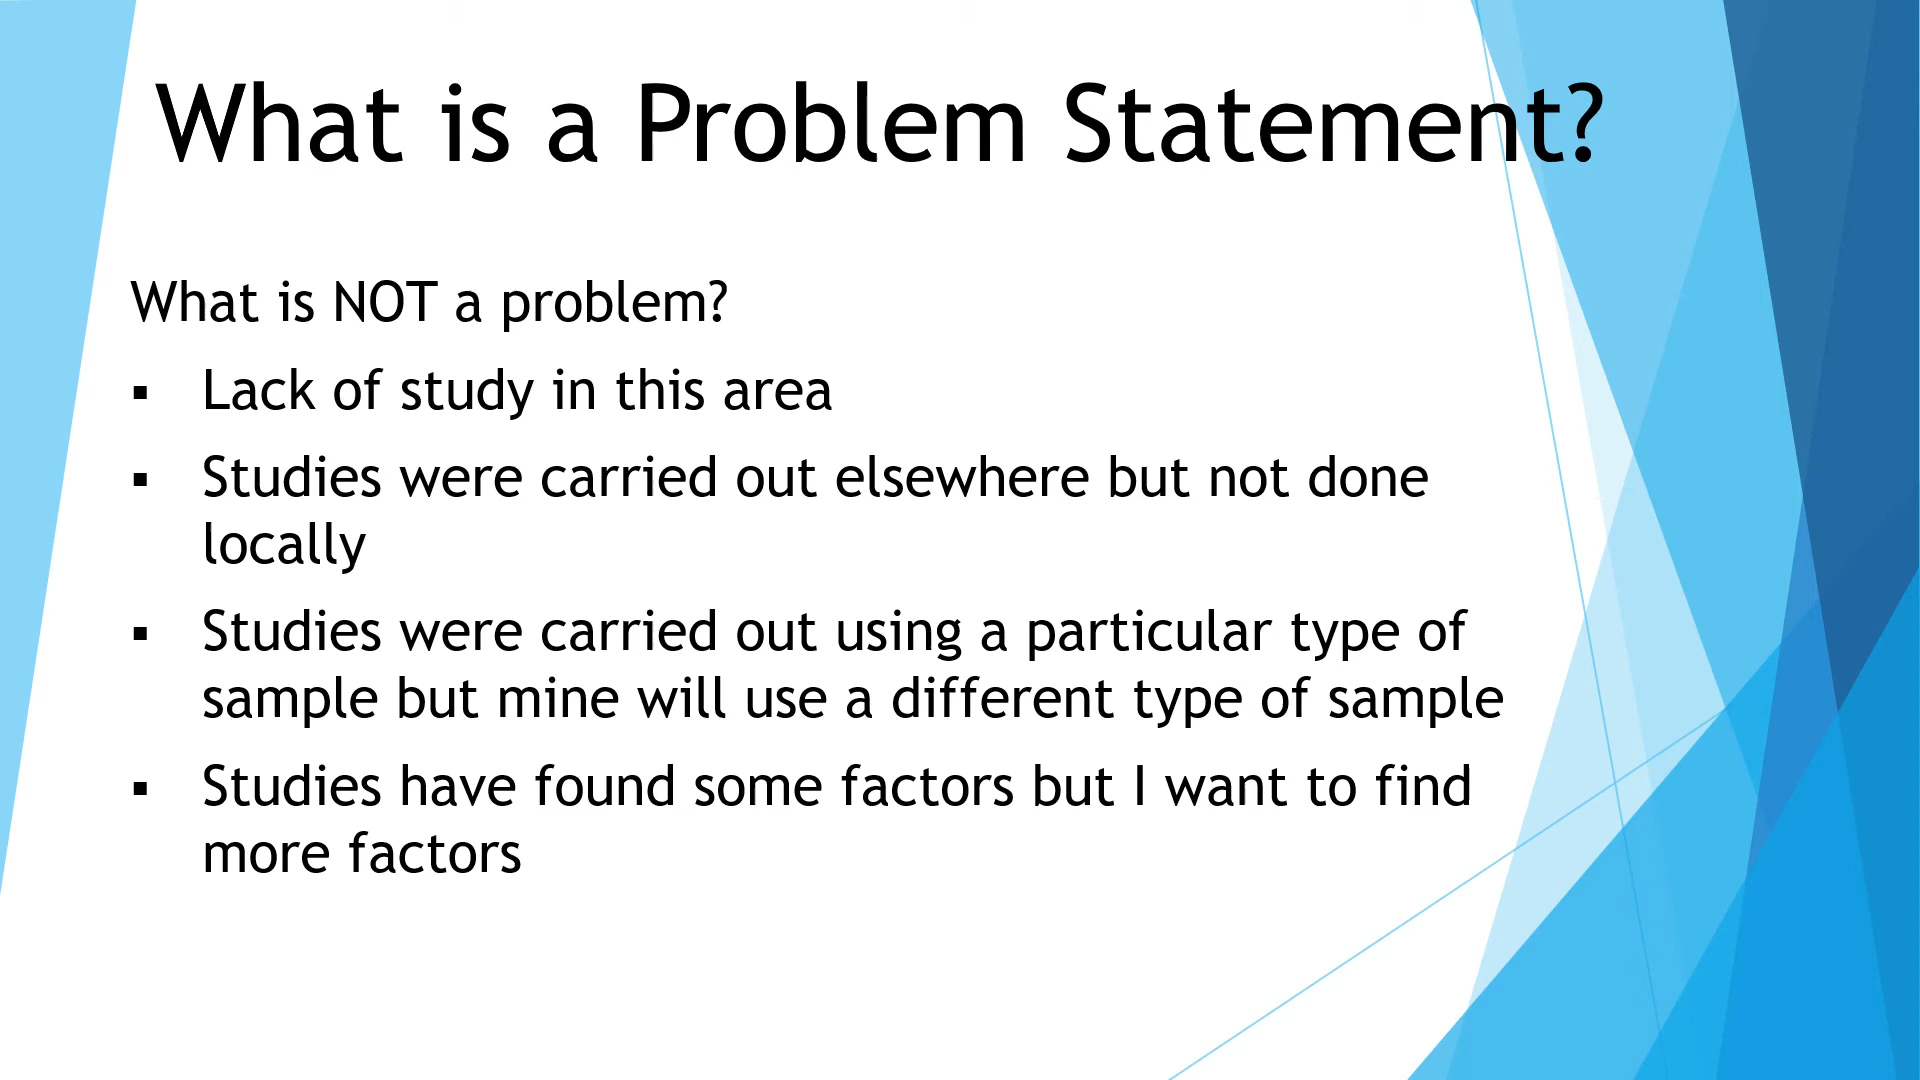 What is a Problem Statement?
What is NOT a problem?
▪ Lack of study in this area
▪ Studies were carried out elsewhere but not done
locally
▪ Studies were carried out using a particular type of
sample but mine will use a different type of sample
▪ Studies have found some factors but I want to find
more factors